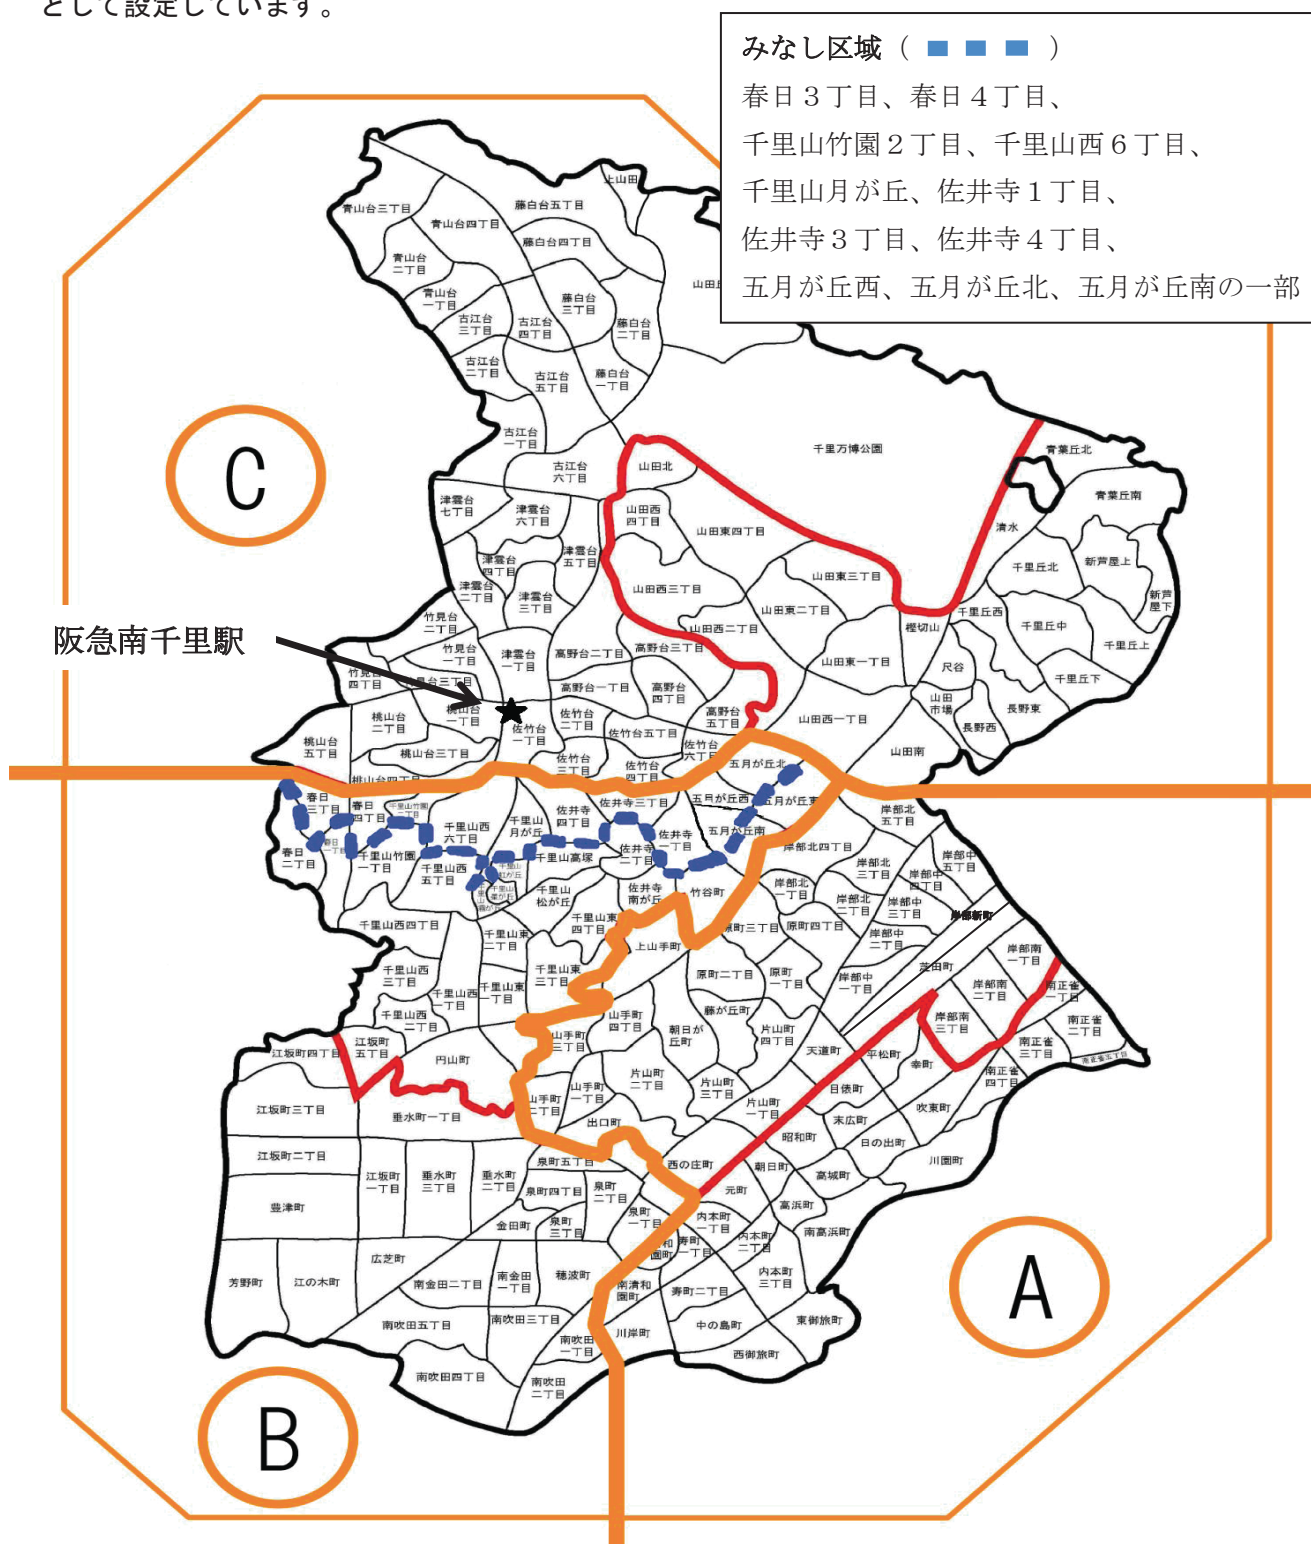 として設定しています。
みなし区域（ ）
春日３丁目、春日４丁目、
千里山竹園２丁目、千里山西６丁目、
千里山月が丘、佐井寺１丁目、
佐井寺３丁目、佐井寺４丁目、
五月が丘西、五月が丘北、五月が丘南の一部
上山田
青山台三丁目
青山台四丁目
藤白台五丁目
藤白台四丁目
青山台
二丁目
青山台
一丁目
藤白台
三丁目
古江台
三丁目
古江台
四丁目
藤白台
二丁目
古江台
二丁目
古江台
五丁目
藤白台
一丁目
C
古江台
一丁目
古江台
六丁目
山田北
千里万博公園
青葉丘北
青葉丘南
津雲台
七丁目
津雲台
六丁目
山田西
四丁目
山田東四丁目
清水
津雲台
五丁目
津雲台
四丁目
山田東三丁目
千里丘北
新芦屋上
新芦
屋下
津雲台
二丁目
津雲台
三丁目
山田西三丁目
山田東二丁目
千里丘西
千里丘中
樫切山
竹見台
二丁目
阪急南千里駅
竹見台
一丁目
津雲台
一丁目
高野台二丁目
高野台三丁目
山田西二丁目
山田東一丁目
尺谷
千里丘上
千里丘下
竹見台
四丁目
竹見台三丁目
高野台一丁目
高野台
四丁目
高野台
五丁目
山田
市場
長野東
長野西
桃山台
一丁目
桃山台
二丁目
佐竹台
一丁目
佐竹台
二丁目
佐竹台五丁目
山田西一丁目
山田南
桃山台
五丁目
桃山台三丁目
佐竹台
三丁目
佐竹台
四丁目
佐竹台
六丁目
桃山台四丁目
五月が丘北
春日
三丁目
春日
四丁目
千里山竹園
二丁目
千里山西
六丁目
千里山
月が丘
佐井寺
四丁目
佐井寺三丁目
五月が丘西
五月が丘東
五月が丘南
岸部北
五丁目
春日
二丁目
春日
一丁目
千里山竹園
一丁目
千里山西
五丁目
千里山
虹が丘
千里山
星が丘
千里山高塚
佐井寺
二丁目
佐井寺
一丁目
岸部北四丁目
岸部北
三丁目
岸部中
五丁目
岸部中
四丁目
千里山
松が丘
佐井寺
南が丘
竹谷町
岸部北
一丁目
岸部北
二丁目
岸部中
三丁目
岸部新町
千里山西四丁目
千里山東
二丁目
千里山東
四丁目
上山手町
原町三丁目
原町四丁目
岸部中
二丁目
岸部中
一丁目
芝田町
岸部南
一丁目
千里山西
三丁目
千里山西
一丁目
千里山東
一丁目
千里山東
三丁目
原町二丁目
原町
一丁目
岸部南
二丁目
南正雀
一丁目
千里山西
二丁目
山手町
四丁目
藤が丘町
朝日が
丘町
片山町
四丁目
岸部南
三丁目
南正雀
二丁目
江坂町四丁目
江坂町
五丁目
円山町
山手町
三丁目
天道町
平松町
幸町
南正雀
三丁目
南正雀五丁目
片山町
二丁目
片山町
三丁目
南正雀
四丁目
江坂町三丁目
垂水町一丁目
山手町
二丁目
山手町
一丁目
出口町
片山町
一丁目
目俵町
吹東町
末広町
昭和町
日の出町
江坂町二丁目
江坂町
一丁目
垂水町
三丁目
垂水町
二丁目
泉町五丁目
西の庄町
朝日町
高城町
川園町
豊津町
泉町四丁目
泉町
二丁目
元町
高浜町
金田町
泉町
三丁目
泉町
一丁目
内本町
一丁目
南高浜町
広芝町
寿町
一丁目
内本町
二丁目
芳野町
江の木町
南金田二丁目
南金田
一丁目
穂波町
南清和
園町
寿町二丁目
内本町
三丁目
A
南吹田五丁目
南吹田三丁目
南吹田
一丁目
川岸町
中の島町
東御旅町
西御旅町
南吹田四丁目
南吹田
二丁目
B